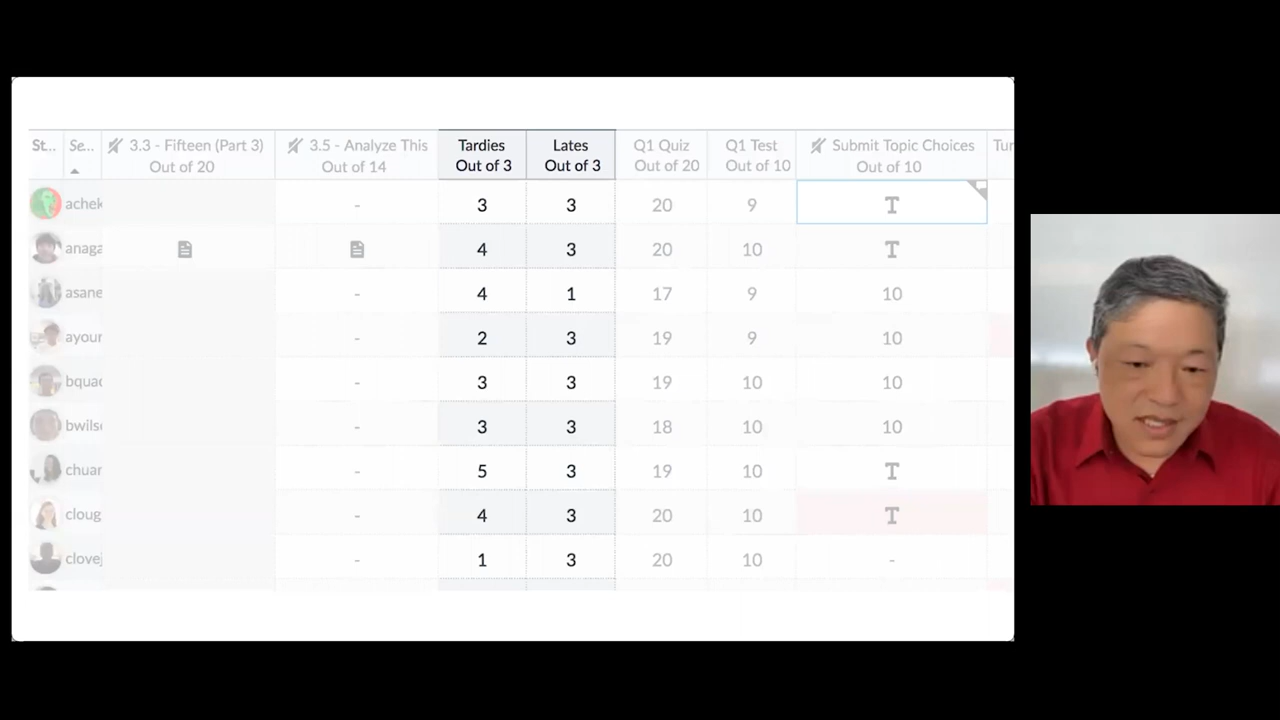 St... Se... 3.3 - Fifteen (Part 3) 3.5 - Analyze This Tardies Lates Q1 Quiz Q1 Test Submit Topic Choices Tur
Out of 20 Out of 14 Out of 3 Out of 3 Out of 20 Out of 10 Out of 10
achek - 3 3 20 9 T
anaga 4 3 20 10 T
asane - 4 1 17 9 10
ayour - 2 3 19 9 10
bquad - 3 3 19 10 10
bwils - 3 3 18 10 10
chuar - 5 3 19 10 T
cloug - 4 3 20 10 T
clovej - 1 3 20 10 -